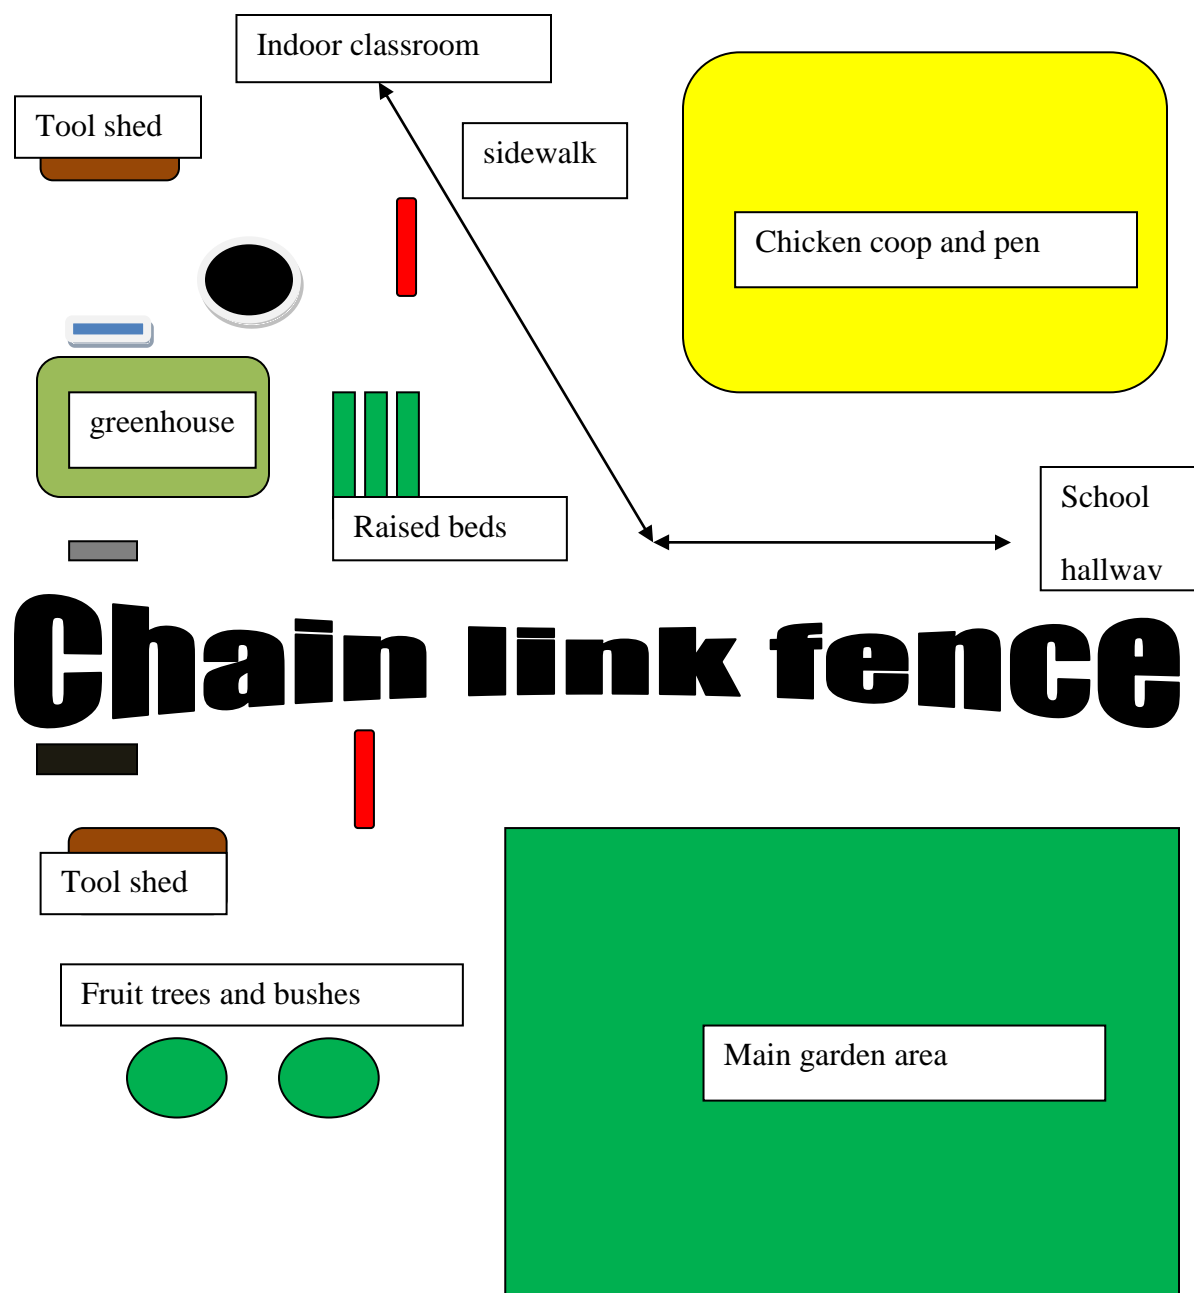 Indoor classroom
Tool shed
sidewalk
Chicken coop and pen
greenhouse
School
hallway
Raised beds
Chain link fence
Tool shed
Fruit trees and bushes
Main garden area